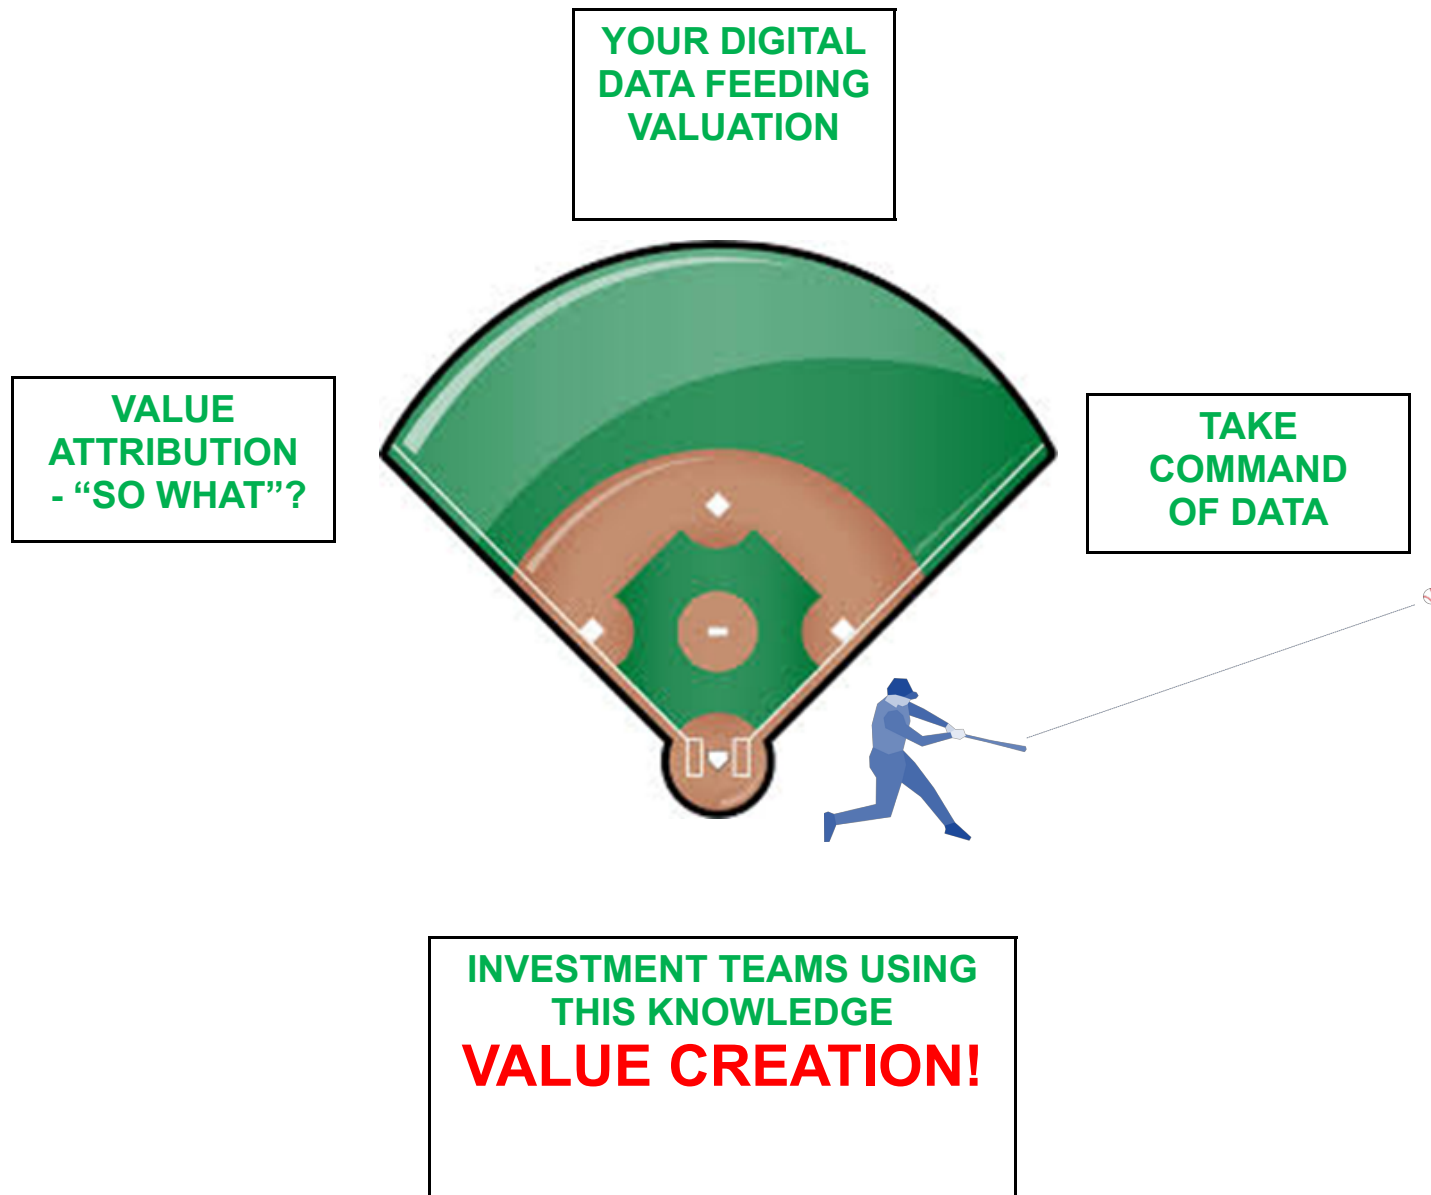 YOUR DIGITAL
DATA FEEDING
VALUATION
VALUE
ATTRIBUTION
- “SO WHAT”?
TAKE
COMMAND
OF DATA
INVESTMENT TEAMS USING
THIS KNOWLEDGE
VALUE CREATION!